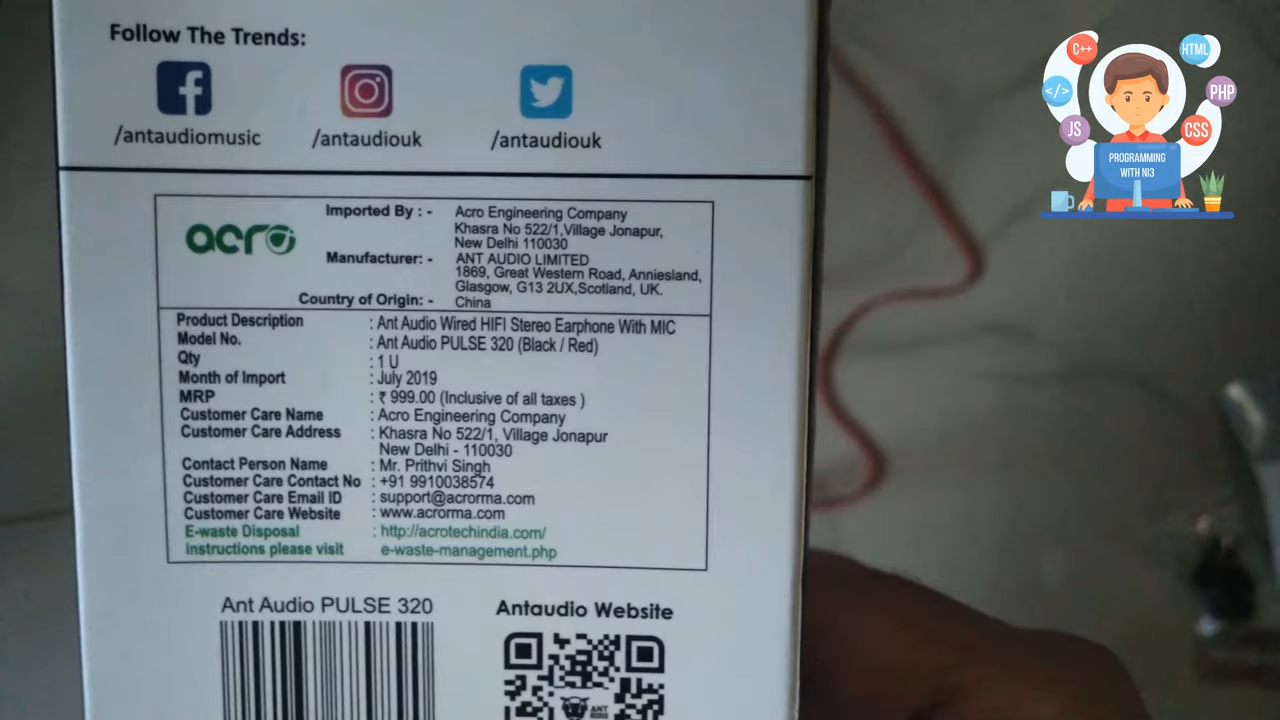 Follow The Trends:
/antaudiomusic /antaudiouk /antaudiouk
acro
Imported By : - Acro Engineering Company
Khasra No 522/1,Village Jonapur,
New Delhi 110030
Manufacturer: - ANT AUDIO LIMITED
1869, Great Western Road, Anniesland,
Glasgow, G13 2UX,Scotland, UK.
Country of Origin: - China
Product Description : Ant Audio Wired HIFI Stereo Earphone With MIC
Model No. : Ant Audio PULSE 320 (Black / Red)
Qty : 1 U
Month of Import : July 2019
MRP : ₹ 999.00 (Inclusive of all taxes )
Customer Care Name : Acro Engineering Company
Customer Care Address : Khasra No 522/1, Village Jonapur
New Delhi - 110030
Contact Person Name : Mr. Prithvi Singh
Customer Care Contact No : +91 9910038574
Customer Care Email ID : support@acrorma.com
Customer Care Website : www.acrorma.com
E-waste Disposal : http://acrotechindia.com/
instructions please visit e-waste-management.php
Ant Audio PULSE 320
Antaudio Website
ANT
C++
HTML
</>
PHP
JS
CSS
PROGRAMMING
WITH NI3